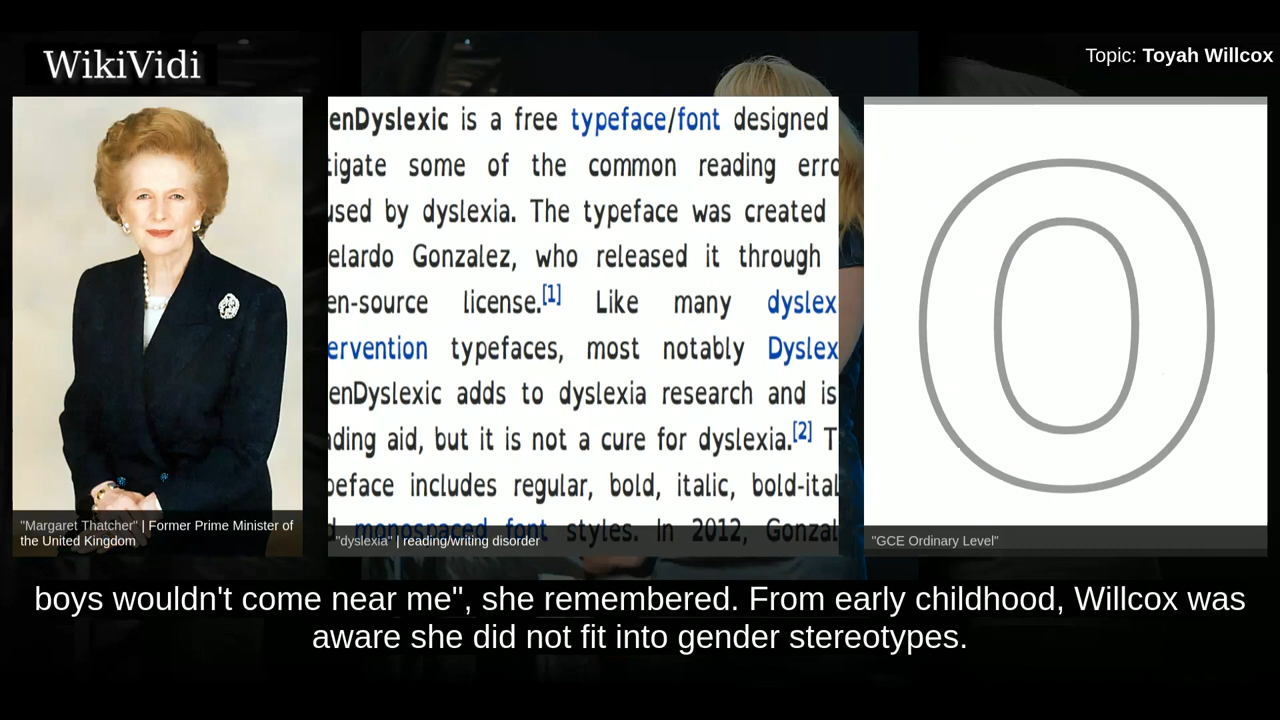 WikiVidi
Topic: Toyah Willcox
enDyslexic is a free typeface/font designed
tigate some of the common reading erro
used by dyslexia. The typeface was created
elardo Gonzalez, who released it through
en-source license.[1] Like many dyslex
ervention typefaces, most notably Dyslex
enDyslexic adds to dyslexia research and is
ading aid, but it is not a cure for dyslexia.[2] T
peface includes regular, bold, italic, bold-ital
d monospaced font styles. In 2012, Gonzal
O
"Margaret Thatcher" | Former Prime Minister of
the United Kingdom
"dyslexia" | reading/writing disorder
"GCE Ordinary Level"
boys wouldn't come near me", she remembered. From early childhood, Willcox was
aware she did not fit into gender stereotypes.